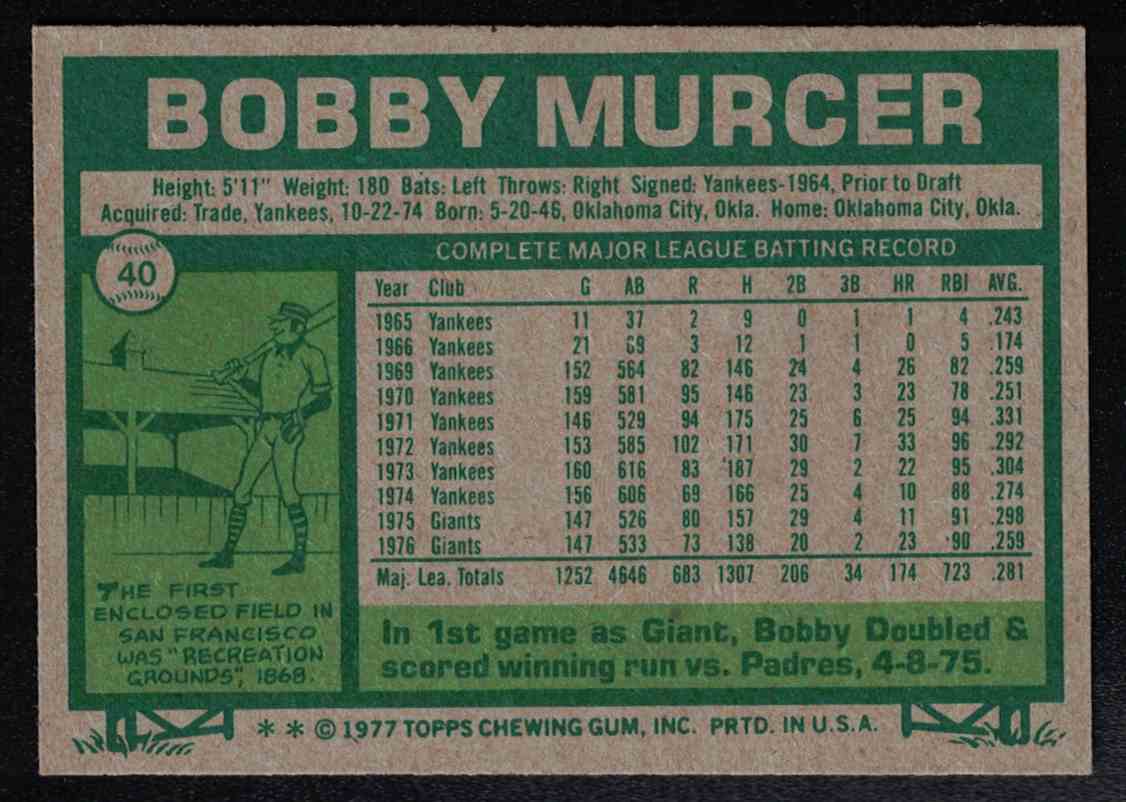 BOBBY MURCER
Height: 5'11" Weight: 180 Bats: Left Throws: Right Signed: Yankees-1964, Prior to Draft
Acquired: Trade, Yankees, 10-22-74 Born: 5-20-46, Oklahoma City, Okla. Home: Oklahoma City, Okla.
40
COMPLETE MAJOR LEAGUE BATTING RECORD
Year Club G AB R H 2B 3B HR RBI AVG.
1965 Yankees 11 37 2 9 0 1 1 4 .243
1966 Yankees 21 69 3 12 1 1 0 5 .174
1969 Yankees 152 564 82 146 24 4 26 82 .259
1970 Yankees 159 581 95 146 23 3 23 78 .251
1971 Yankees 146 529 94 175 25 6 25 94 .331
1972 Yankees 153 585 102 171 30 7 33 96 .292
1973 Yankees 160 616 83 187 29 2 22 95 .304
1974 Yankees 156 606 69 166 25 4 10 88 .274
1975 Giants 147 526 80 157 29 4 11 91 .298
1976 Giants 147 533 73 138 20 2 23 90 .259
Maj. Lea. Totals 1252 4646 683 1307 206 34 174 723 .281
THE FIRST
ENCLOSED FIELD IN
SAN FRANCISCO
WAS "RECREATION
GROUNDS", 1868.
In 1st game as Giant, Bobby Doubled &
scored winning run vs. Padres, 4-8-75.
* * © 1977 TOPPS CHEWING GUM, INC. PRTD. IN U.S.A.